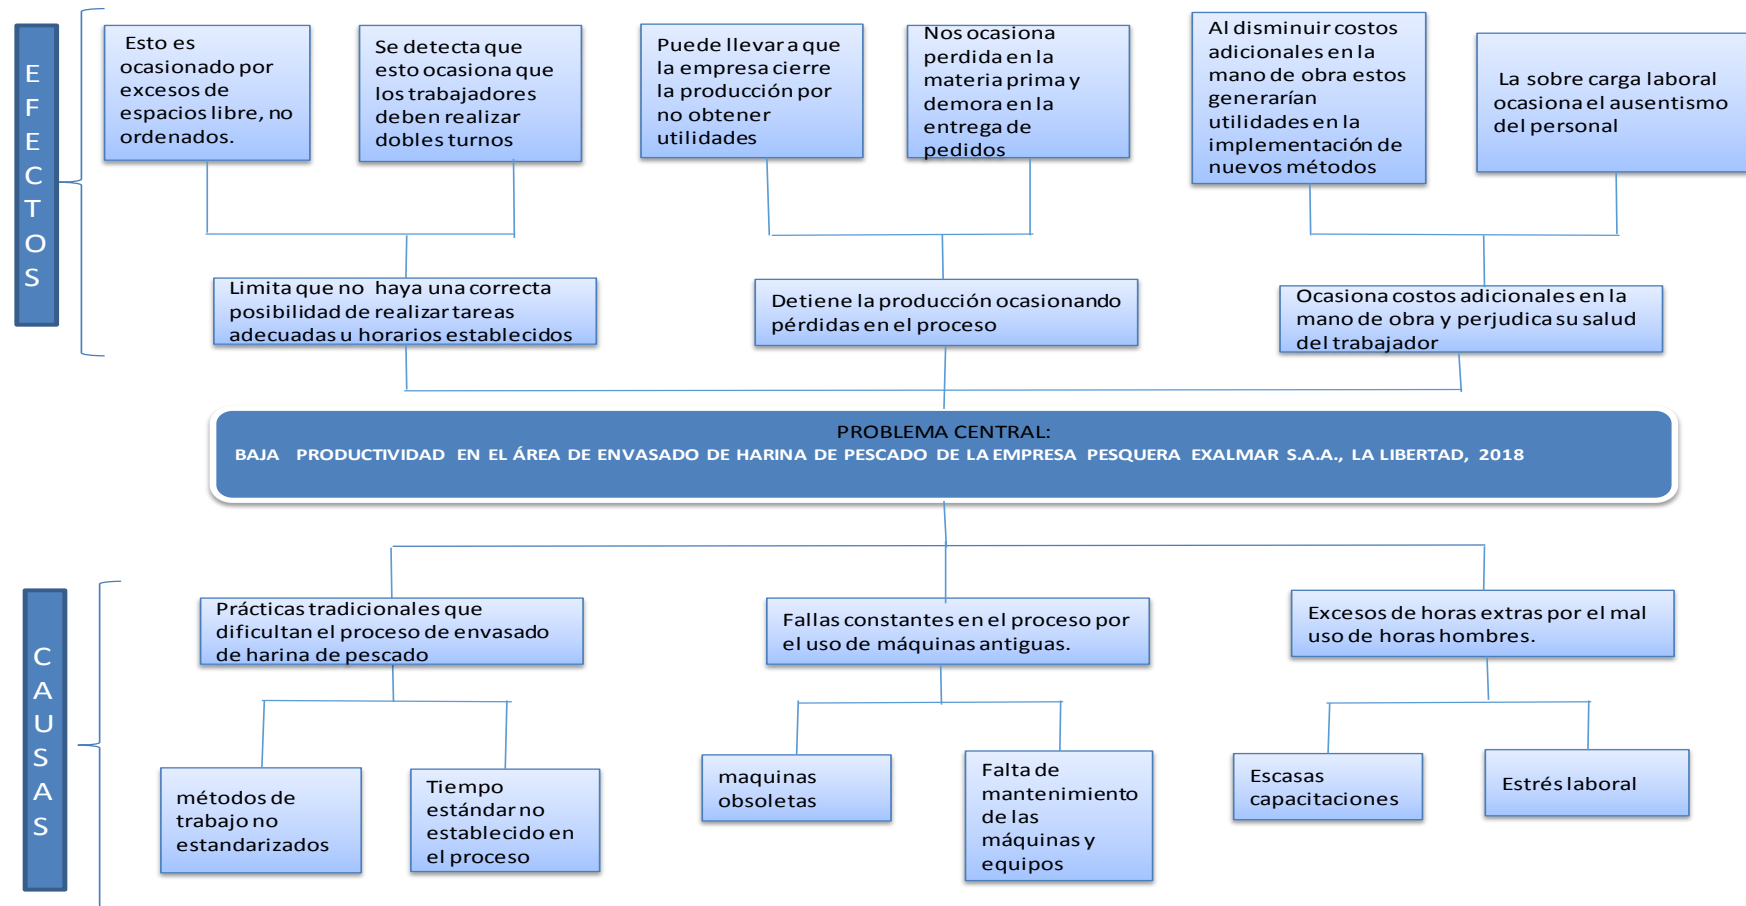 EFECTOS
Esto es
ocasionado por
excesos de
espacios libre, no
ordenados.
Se detecta que
esto ocasiona que
los trabajadores
deben realizar
dobles turnos
Puede llevar a que
la empresa cierre
la producción por
no obtener
utilidades
Nos ocasiona
perdida en la
materia prima y
demora en la
entrega de
pedidos
Al disminuir costos
adicionales en la
mano de obra estos
generarían
utilidades en la
implementación de
nuevos métodos
La sobre carga laboral
ocasiona el ausentismo
del personal
Limita que no haya una correcta
posibilidad de realizar tareas
adecuadas u horarios establecidos
Detiene la producción ocasionando
pérdidas en el proceso
Ocasiona costos adicionales en la
mano de obra y perjudica su salud
del trabajador
PROBLEMA CENTRAL:
BAJA PRODUCTIVIDAD EN EL ÁREA DE ENVASADO DE HARINA DE PESCADO DE LA EMPRESA PESQUERA EXALMAR S.A.A., LA LIBERTAD, 2018
CAUSAS
Prácticas tradicionales que
dificultan el proceso de envasado
de harina de pescado
Fallas constantes en el proceso por
el uso de máquinas antiguas.
Excesos de horas extras por el mal
uso de horas hombres.
métodos de
trabajo no
estandarizados
Tiempo
estándar no
establecido en
el proceso
maquinas
obsoletas
Falta de
mantenimiento
de las
máquinas y
equipos
Escasas
capacitaciones
Estrés laboral